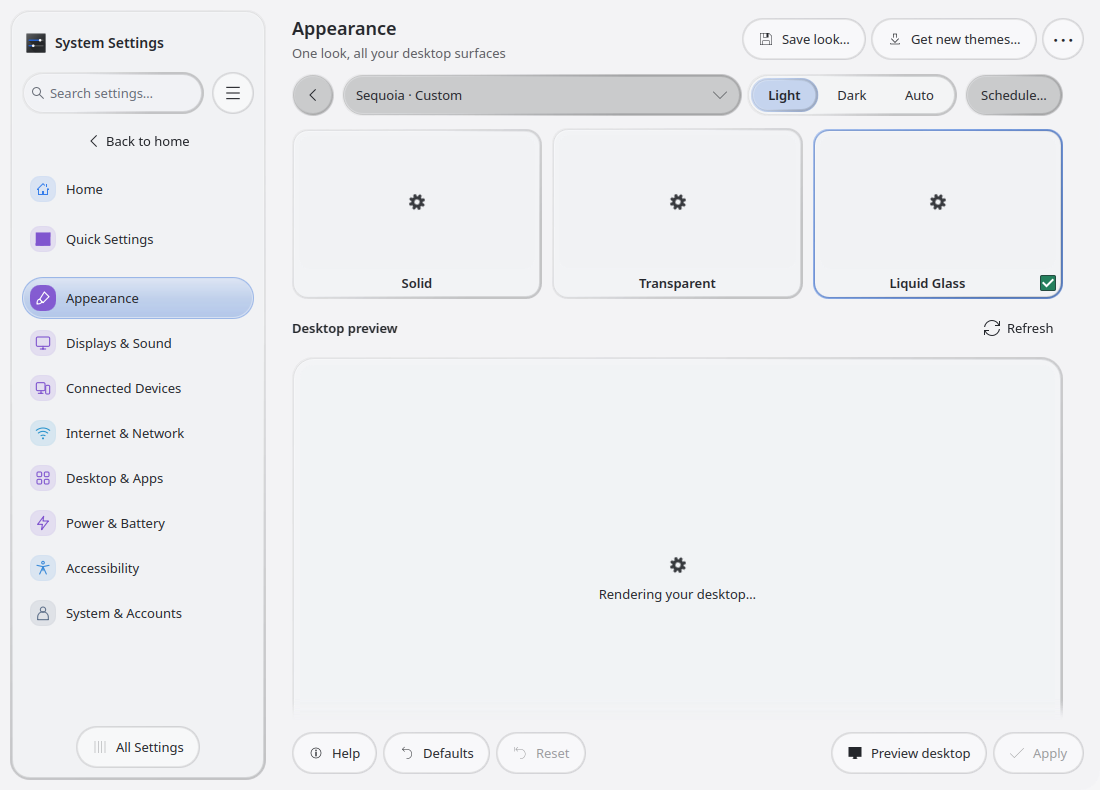 System Settings
Search settings...
Back to home
Home
Quick Settings
Appearance
Displays & Sound
Connected Devices
Internet & Network
Desktop & Apps
Power & Battery
Accessibility
System & Accounts
All Settings
Appearance
One look, all your desktop surfaces
Save look...
Get new themes...
Sequoia · Custom
Light
Dark
Auto
Schedule...
Solid
Transparent
Liquid Glass
Desktop preview
Refresh
Rendering your desktop...
Help
Defaults
Reset
Preview desktop
Apply